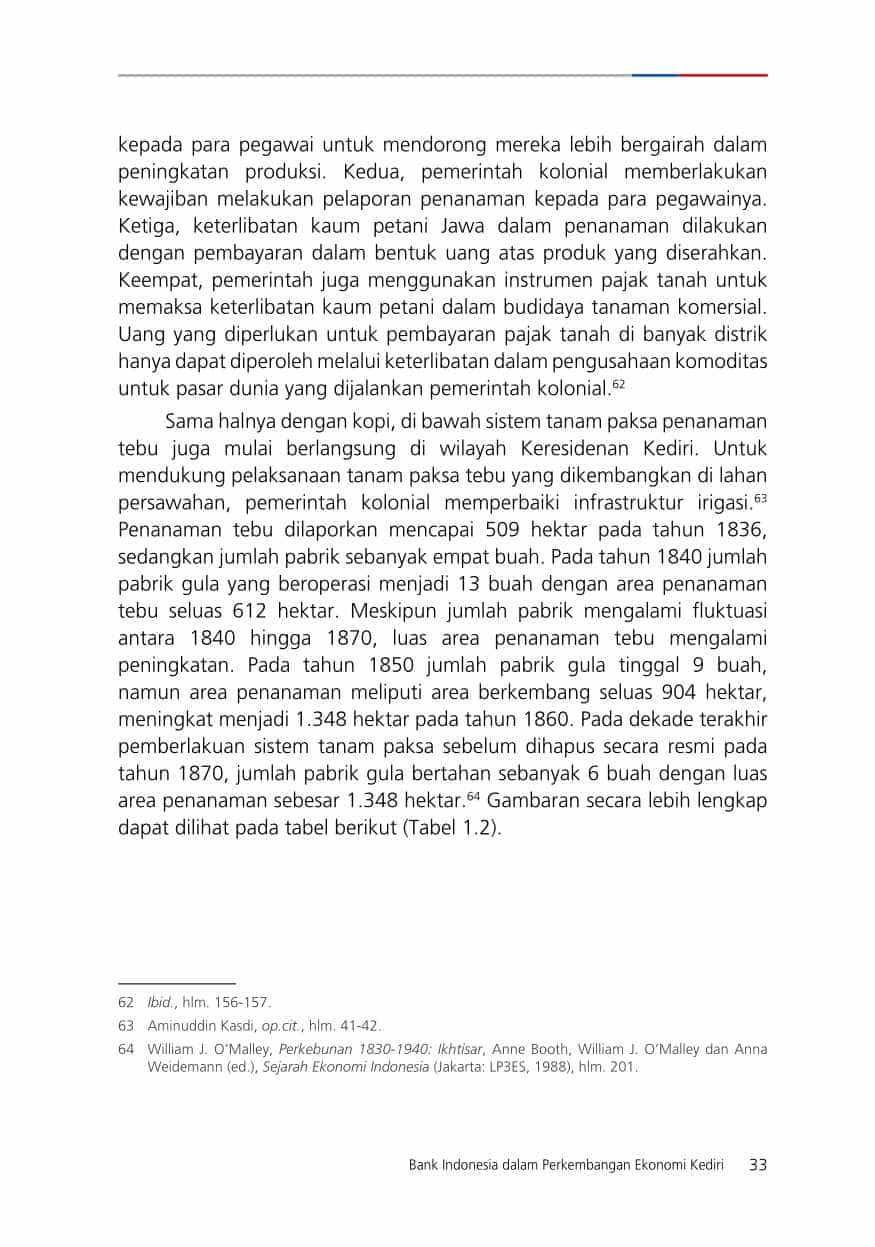 kepada para pegawai untuk mendorong mereka lebih bergairah dalam
peningkatan produksi. Kedua, pemerintah kolonial memberlakukan
kewajiban melakukan pelaporan penanaman kepada para pegawainya.
Ketiga, keterlibatan kaum petani Jawa dalam penanaman dilakukan
dengan pembayaran dalam bentuk uang atas produk yang diserahkan.
Keempat, pemerintah juga menggunakan instrumen pajak tanah untuk
memaksa keterlibatan kaum petani dalam budidaya tanaman komersial.
Uang yang diperlukan untuk pembayaran pajak tanah di banyak distrik
hanya dapat diperoleh melalui keterlibatan dalam pengusahaan komoditas
untuk pasar dunia yang dijalankan pemerintah kolonial.⁶²
Sama halnya dengan kopi, di bawah sistem tanam paksa penanaman
tebu juga mulai berlangsung di wilayah Keresidenan Kediri. Untuk
mendukung pelaksanaan tanam paksa tebu yang dikembangkan di lahan
persawahan, pemerintah kolonial memperbaiki infrastruktur irigasi.⁶³
Penanaman tebu dilaporkan mencapai 509 hektar pada tahun 1836,
sedangkan jumlah pabrik sebanyak empat buah. Pada tahun 1840 jumlah
pabrik gula yang beroperasi menjadi 13 buah dengan area penanaman
tebu seluas 612 hektar. Meskipun jumlah pabrik mengalami fluktuasi
antara 1840 hingga 1870, luas area penanaman tebu mengalami
peningkatan. Pada tahun 1850 jumlah pabrik gula tinggal 9 buah,
namun area penanaman meliputi area berkembang seluas 904 hektar,
meningkat menjadi 1.348 hektar pada tahun 1860. Pada dekade terakhir
pemberlakuan sistem tanam paksa sebelum dihapus secara resmi pada
tahun 1870, jumlah pabrik gula bertahan sebanyak 6 buah dengan luas
area penanaman sebesar 1.348 hektar.⁶⁴ Gambaran secara lebih lengkap
dapat dilihat pada tabel berikut (Tabel 1.2).
62 Ibid., hlm. 156-157.
63 Aminuddin Kasdi, op.cit., hlm. 41-42.
64 William J. O'Malley, Perkebunan 1830-1940: Ikhtisar, Anne Booth, William J. O'Malley dan Anna
Weidemann (ed.), Sejarah Ekonomi Indonesia (Jakarta: LP3ES, 1988), hlm. 201.
Bank Indonesia dalam Perkembangan Ekonomi Kediri 33